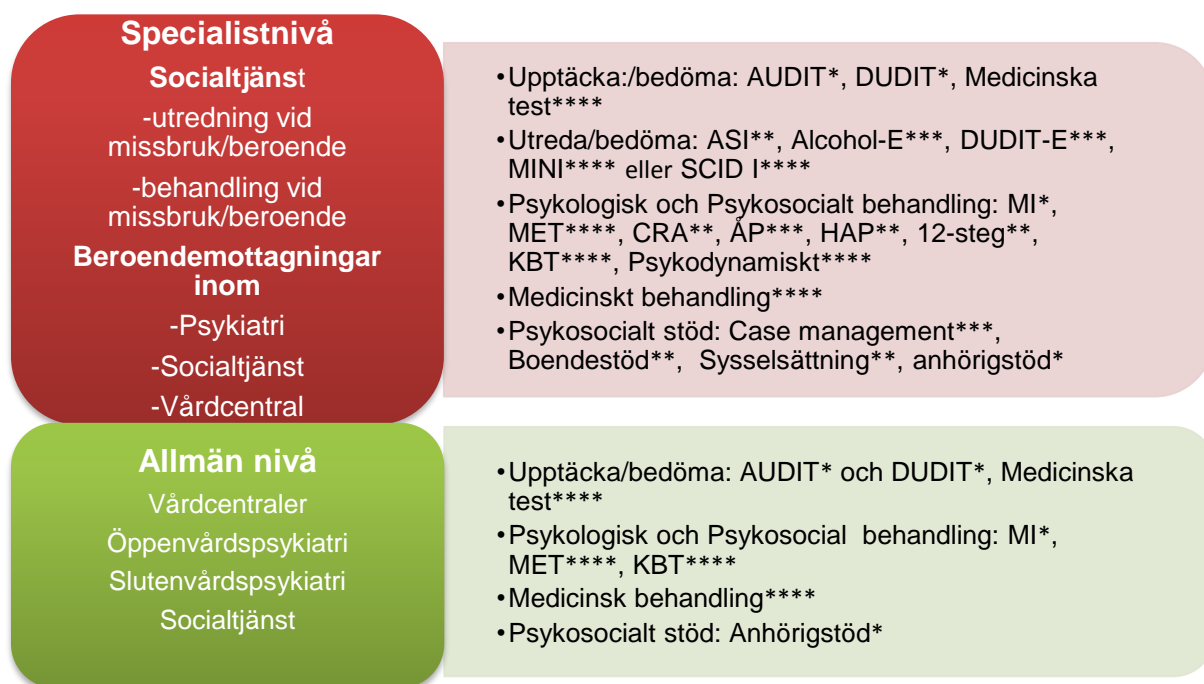 Specialistnivå
Socialtjänst
-utredning vid
missbruk/beroende
-behandling vid
missbruk/beroende
Beroendemottagningar
inom
-Psykiatri
-Socialtjänst
-Vårdcentral
•Upptäcka:/bedöma: AUDIT*, DUDIT*, Medicinska
test****
•Utreda/bedöma: ASI**, Alcohol-E***, DUDIT-E***,
MINI**** eller SCID I****
•Psykologisk och Psykosocialt behandling: MI*,
MET****, CRA**, ÅP***, HAP**, 12-steg**,
KBT****, Psykodynamiskt****
•Medicinskt behandling****
•Psykosocialt stöd: Case management***,
Boendestöd**, Sysselsättning**, anhörigstöd*
Allmän nivå
Vårdcentraler
Öppenvårdspsykiatri
Slutenvårdspsykiatri
Socialtjänst
•Upptäcka/bedöma: AUDIT* och DUDIT*, Medicinska
test****
•Psykologisk och Psykosocial behandling: MI*,
MET****, KBT****
•Medicinsk behandling****
•Psykosocialt stöd: Anhörigstöd*